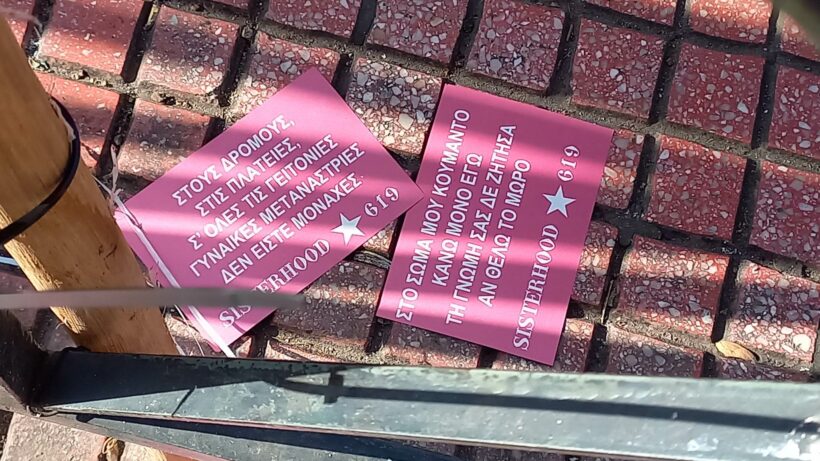 ΣΤΟΥΣ ΔΡΟΜΟΥΣ,
ΣΤΙΣ ΠΛΑΤΕΙΕΣ,
Σ' ΟΛΕΣ ΤΙΣ ΓΕΙΤΟΝΙΕΣ
ΓΥΝΑΙΚΕΣ ΜΕΤΑΝΑΣΤΡΙΕΣ
ΔΕΝ ΕΙΣΤΕ ΜΟΝΑΧΕΣ.
SISTERHOOD ★ 619
ΣΤΟ ΣΩΜΑ ΜΟΥ ΚΟΥΜΑΝΤΟ
ΚΑΝΩ ΜΟΝΟ ΕΓΩ
ΤΗ ΓΝΩΜΗ ΣΑΣ ΔΕ ΖΗΤΗΣΑ
ΑΝ ΘΕΛΩ ΤΟ ΜΩΡΟ
SISTERHOOD ★ 619